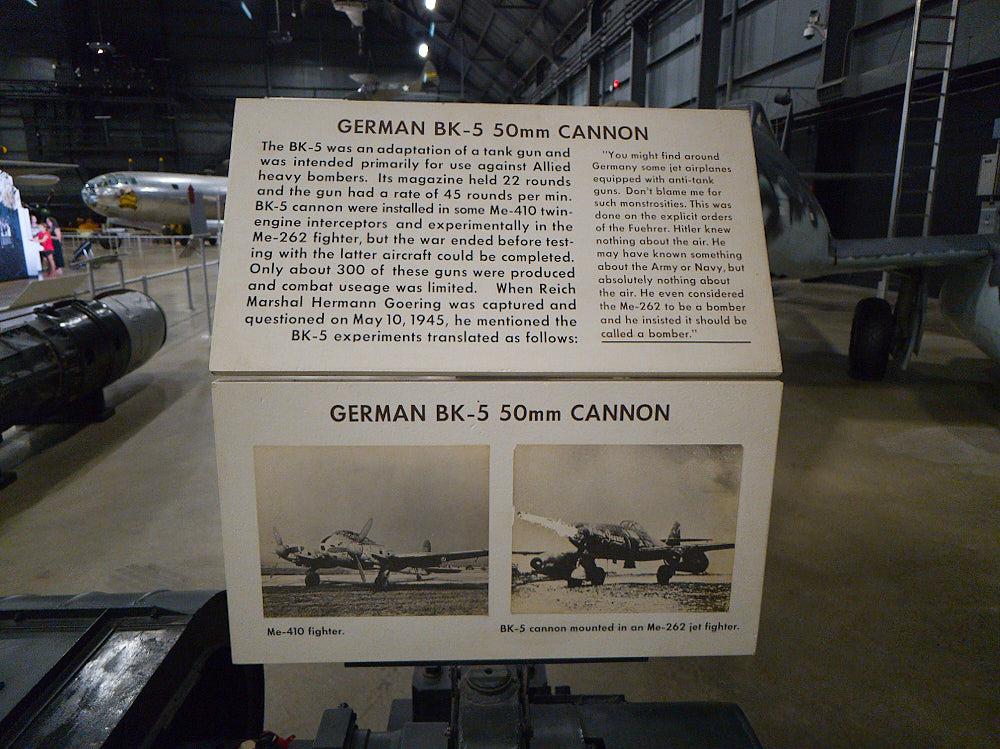 GERMAN BK-5 50mm CANNON
The BK-5 was an adaptation of a tank gun and
was intended primarily for use against Allied
heavy bombers. Its magazine held 22 rounds
and the gun had a rate of 45 rounds per min.
BK-5 cannon were installed in some Me-410 twin-
engine interceptors and experimentally in the
Me-262 fighter, but the war ended before test-
ing with the latter aircraft could be completed.
Only about 300 of these guns were produced
and combat useage was limited. When Reich
Marshal Hermann Goering was captured and
questioned on May 10, 1945, he mentioned the
BK-5 experiments translated as follows:
"You might find around
Germany some jet airplanes
equipped with anti-tank
guns. Don't blame me for
such monstrosities. This was
done on the explicit orders
of the Fuehrer. Hitler knew
nothing about the air. He
may have known something
about the Army or Navy, but
absolutely nothing about
the air. He even considered
the Me-262 to be a bomber
and he insisted it should be
called a bomber."
GERMAN BK-5 50mm CANNON
Me-410 fighter.
BK-5 cannon mounted in an Me-262 jet fighter.